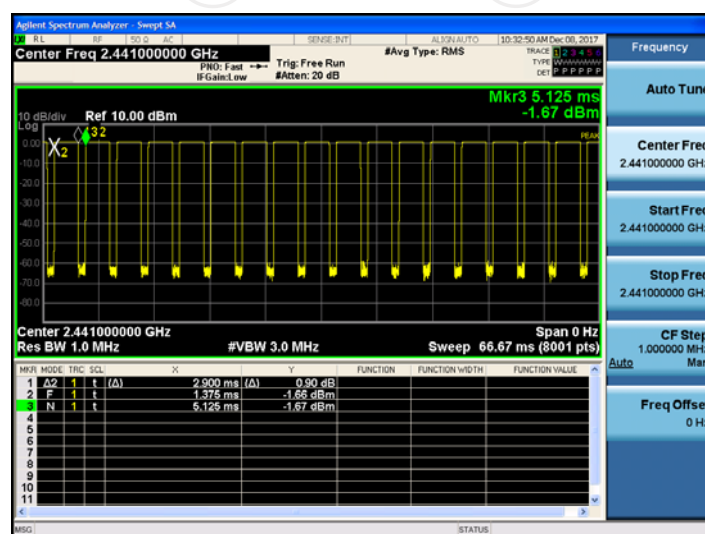 Agilent Spectrum Analyzer - Swept SA
RL RF 50 Ω AC SENSE:INT ALIGNAUTO 10:32:50 AM Dec 08, 2017
Center Freq 2.441000000 GHz #Avg Type: RMS TRACE 1 2 3 4 5 6
PNO: Fast Trig: Free Run TYPE
IFGain:Low #Atten: 20 dB DET P P P P P P
Mkr3 5.125 ms
-1.67 dBm
10 dB/div Ref 10.00 dBm
Log
PEAK
0.00
X2
3 2
-10.0
-20.0
-30.0
-40.0
-50.0
-60.0
-70.0
-80.0
Center 2.441000000 GHz Span 0 Hz
Res BW 1.0 MHz #VBW 3.0 MHz Sweep 66.67 ms (8001 pts)
MKR MODE TRC SCL X Y FUNCTION FUNCTION WIDTH FUNCTION VALUE
1 Δ2 1 t (Δ) 2.900 ms (Δ) 0.90 dB
2 F 1 t 1.375 ms -1.66 dBm
3 N 1 t 5.125 ms -1.67 dBm
4
5
6
7
8
9
10
11
MSG STATUS
Frequency
Auto Tune
Center Freq
2.441000000 GH
Start Freq
2.441000000 GH
Stop Freq
2.441000000 GH
CF Step
1.000000 MH
Auto Man
Freq Offse
0 H